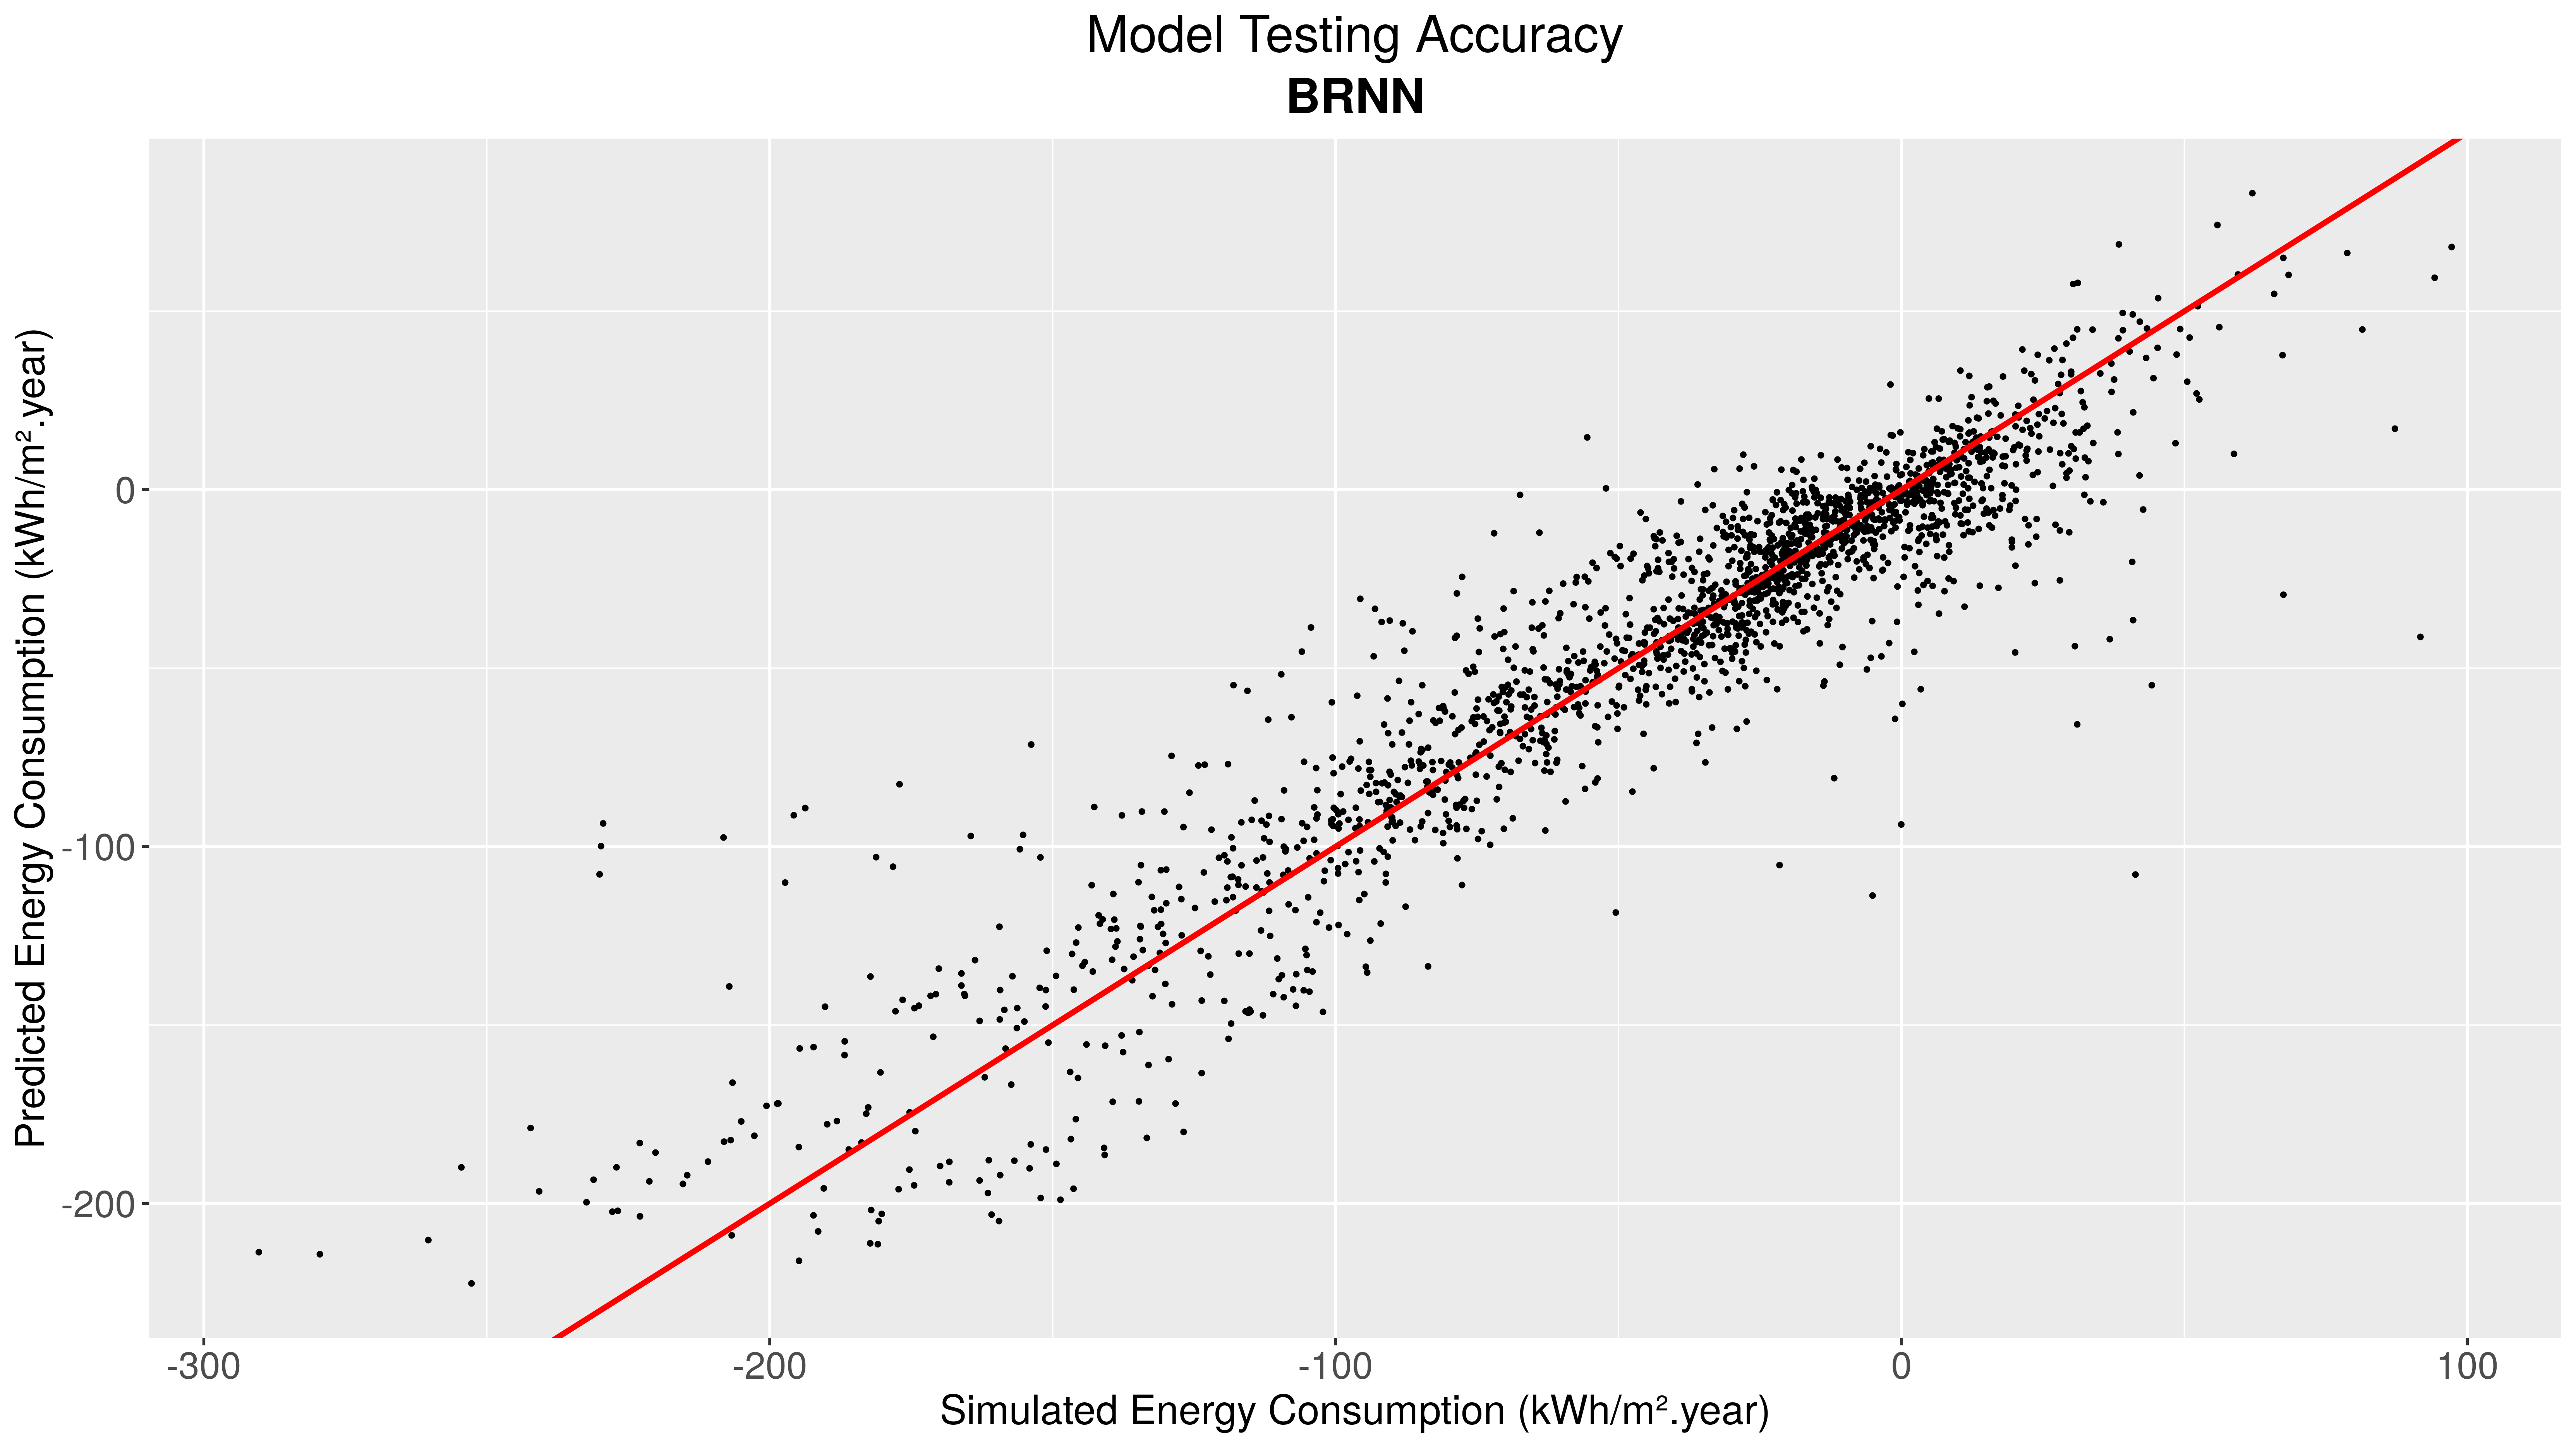 Model Testing Accuracy
BRNN
Predicted Energy Consumption (kWh/m².year)
0
-100
-200
-300
-200
-100
0
100
Simulated Energy Consumption (kWh/m².year)